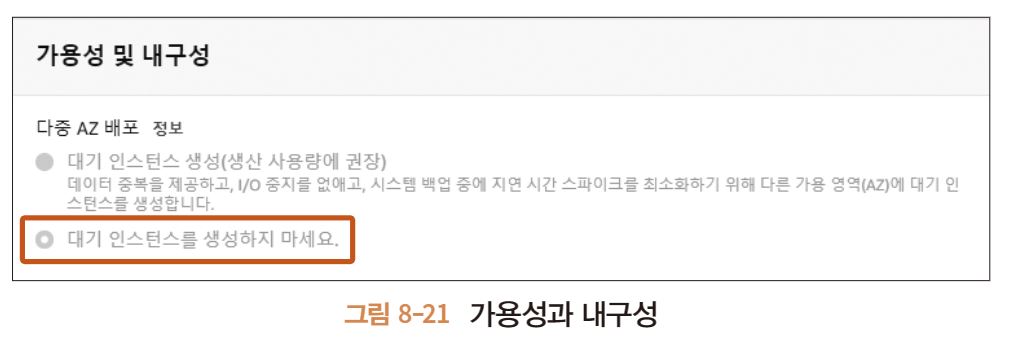 가용성 및 내구성
다중 AZ 배포 정보
대기 인스턴스 생성(생산 사용량에 권장)
데이터 중복을 제공하고, I/O 중지를 없애고, 시스템 백업 중에 지연 시간 스파이크를 최소화하기 위해 다른 가용 영역(AZ)에 대기 인
스턴스를 생성합니다.
대기 인스턴스를 생성하지 마세요.
그림 8-21 가용성과 내구성